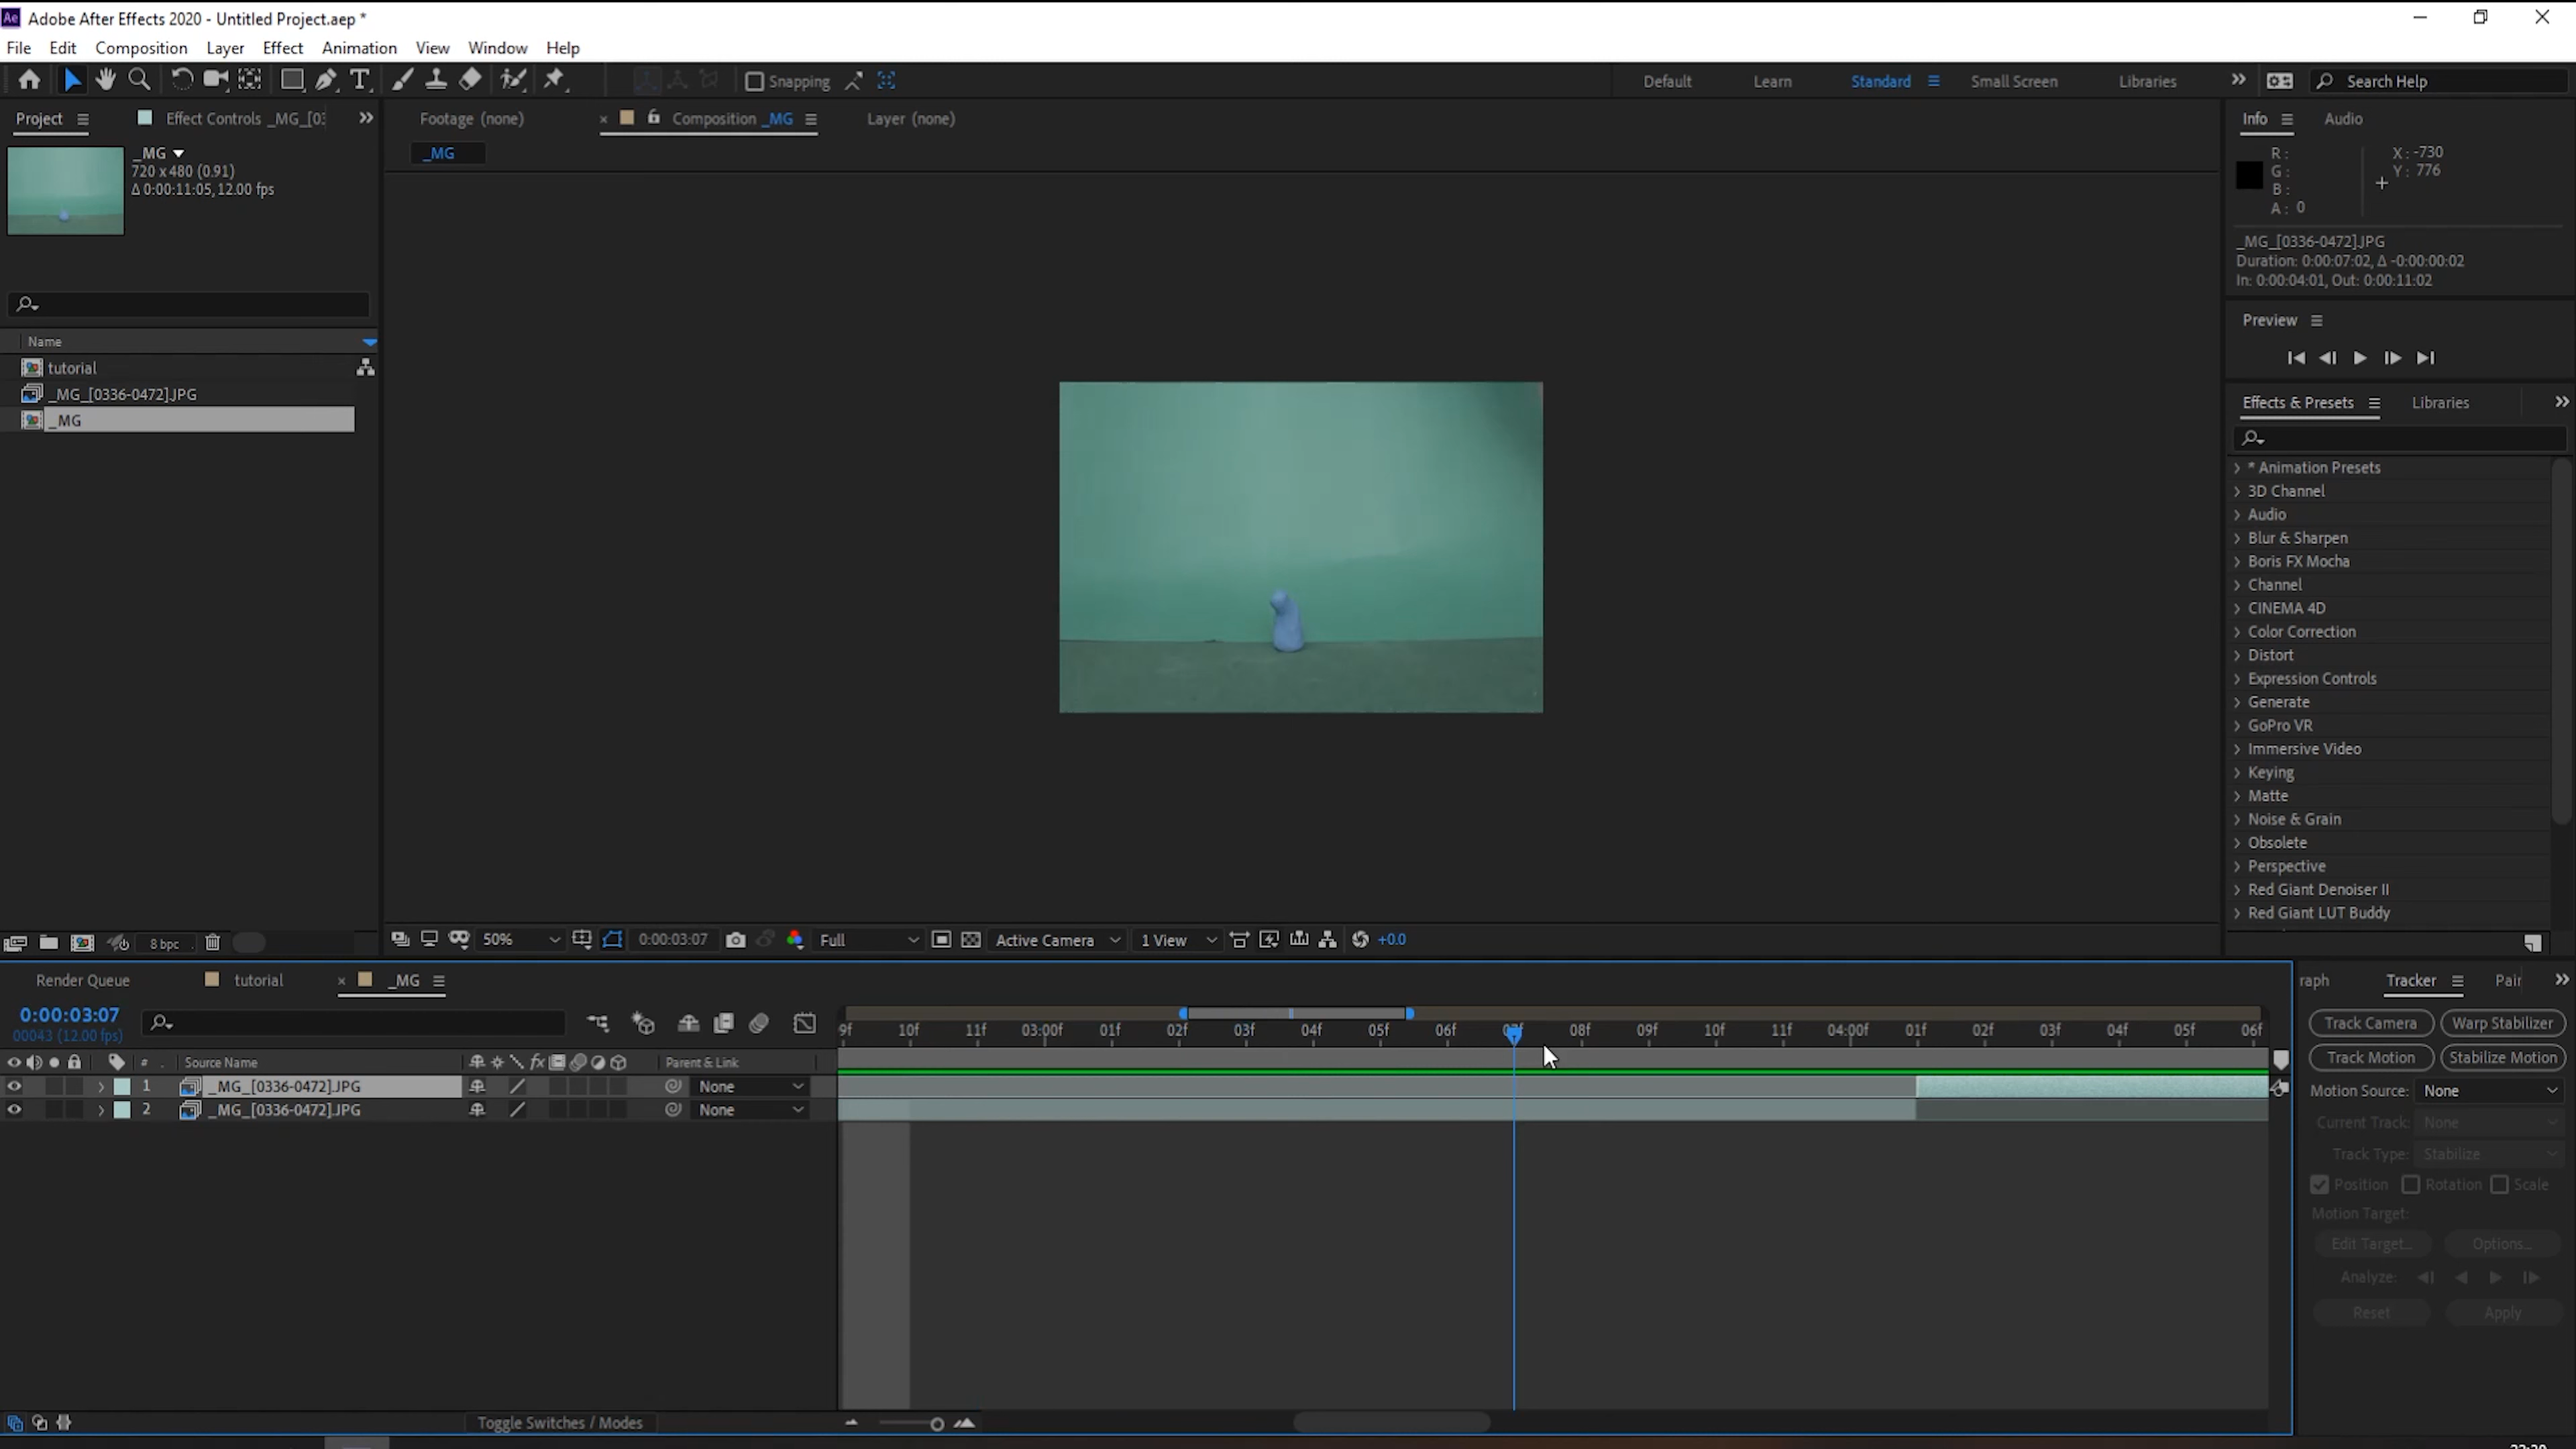 Adobe After Effects 2020 - Untitled Project.aep *
File Edit Composition Layer Effect Animation View Window Help
Snapping
Default Learn Standard Small Screen Libraries
Search Help
Project
Effect Controls _MG_[03
_MG
720 x 480 (0.91)
Δ 0:00:11:05, 12.00 fps
Name
tutorial
_MG_[0336-0472].JPG
_MG
8 bpc
Footage (none)
Composition _MG
Layer (none)
_MG
50%
0:00:03:07
Full
Active Camera
1 View
+0.0
Info
Audio
R :
G :
B :
A : 0
X : -730
Y : 776
_MG_[0336-0472].JPG
Duration: 0:00:07:02, Δ -0:00:00:02
In: 0:00:04:01, Out: 0:00:11:02
Preview
Effects & Presets
Libraries
* Animation Presets
3D Channel
Audio
Blur & Sharpen
Boris FX Mocha
Channel
CINEMA 4D
Color Correction
Distort
Expression Controls
Generate
GoPro VR
Immersive Video
Keying
Matte
Noise & Grain
Obsolete
Perspective
Red Giant Denoiser II
Red Giant LUT Buddy
Render Queue
tutorial
_MG
0:00:03:07
00043 (12.00 fps)
9f 10f 11f 03:00f 01f 02f 03f 04f 05f 06f 07f 08f 09f 10f 11f 04:00f 01f 02f 03f 04f 05f 06f
# Source Name
fx
Parent & Link
1 _MG_[0336-0472].JPG None
2 _MG_[0336-0472].JPG None
Toggle Switches / Modes
raph
Tracker
Pair
Track Camera
Warp Stabilizer
Track Motion
Stabilize Motion
Motion Source: None
Current Track: None
Track Type: Stabilize
Position Rotation Scale
Motion Target:
Edit Target...
Options...
Analyze:
Reset
Apply